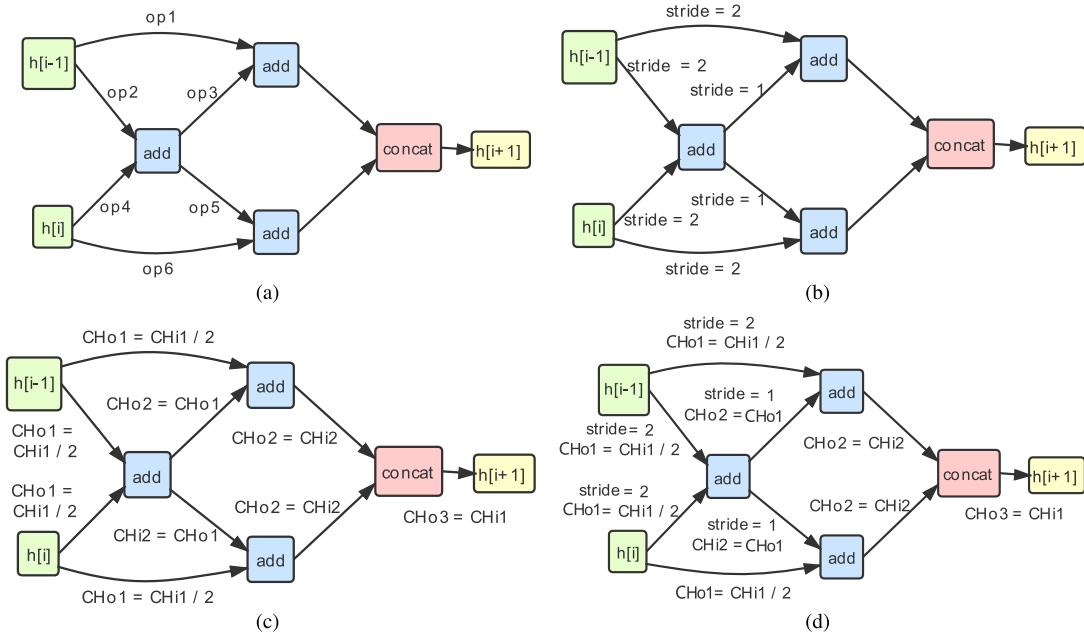 op1
h[i-1]
add
op2
op3
add
concat
h[i+1]
op4
op5
h[i]
add
op6
(a)
stride = 2
h[i-1]
add
stride = 2
stride = 1
add
concat
h[i+1]
stride = 1
stride = 2
h[i]
add
stride = 2
(b)
CHo1 = CHi1 / 2
h[i-1]
add
CHo2 = CHo1
CHo1 =
CHi1 / 2
CHo2 = CHi2
add
concat
h[i+1]
CHo1 =
CHi1 / 2
CHo2 = CHi2
CHo3 = CHi1
CHi2 = CHo1
h[i]
add
CHo1 = CHi1 / 2
(c)
stride = 2
CHo1 = CHi1 / 2
h[i-1]
add
stride = 1
CHo2 = CHo1
stride= 2
CHo1= CHi1 / 2
CHo2 = CHi2
add
concat
h[i+1]
stride = 2
CHo1= CHi1 / 2
CHo2 = CHi2
CHo3 = CHi1
stride = 1
CHi2 = CHo1
h[i]
add
CHo1= CHi1 / 2
(d)